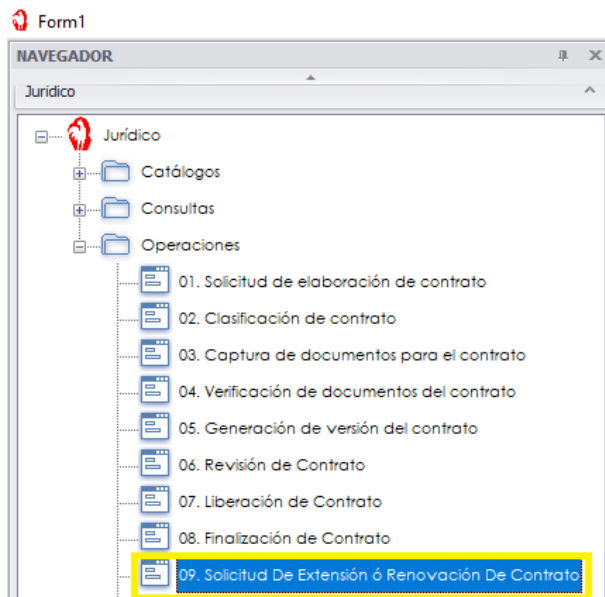 Form1
NAVEGADOR
Jurídico
Jurídico
Catálogos
Consultas
Operaciones
01. Solicitud de elaboración de contrato
02. Clasificación de contrato
03. Captura de documentos para el contrato
04. Verificación de documentos del contrato
05. Generación de versión del contrato
06. Revisión de Contrato
07. Liberación de Contrato
08. Finalización de Contrato
09. Solicitud De Extensión ó Renovación De Contrato